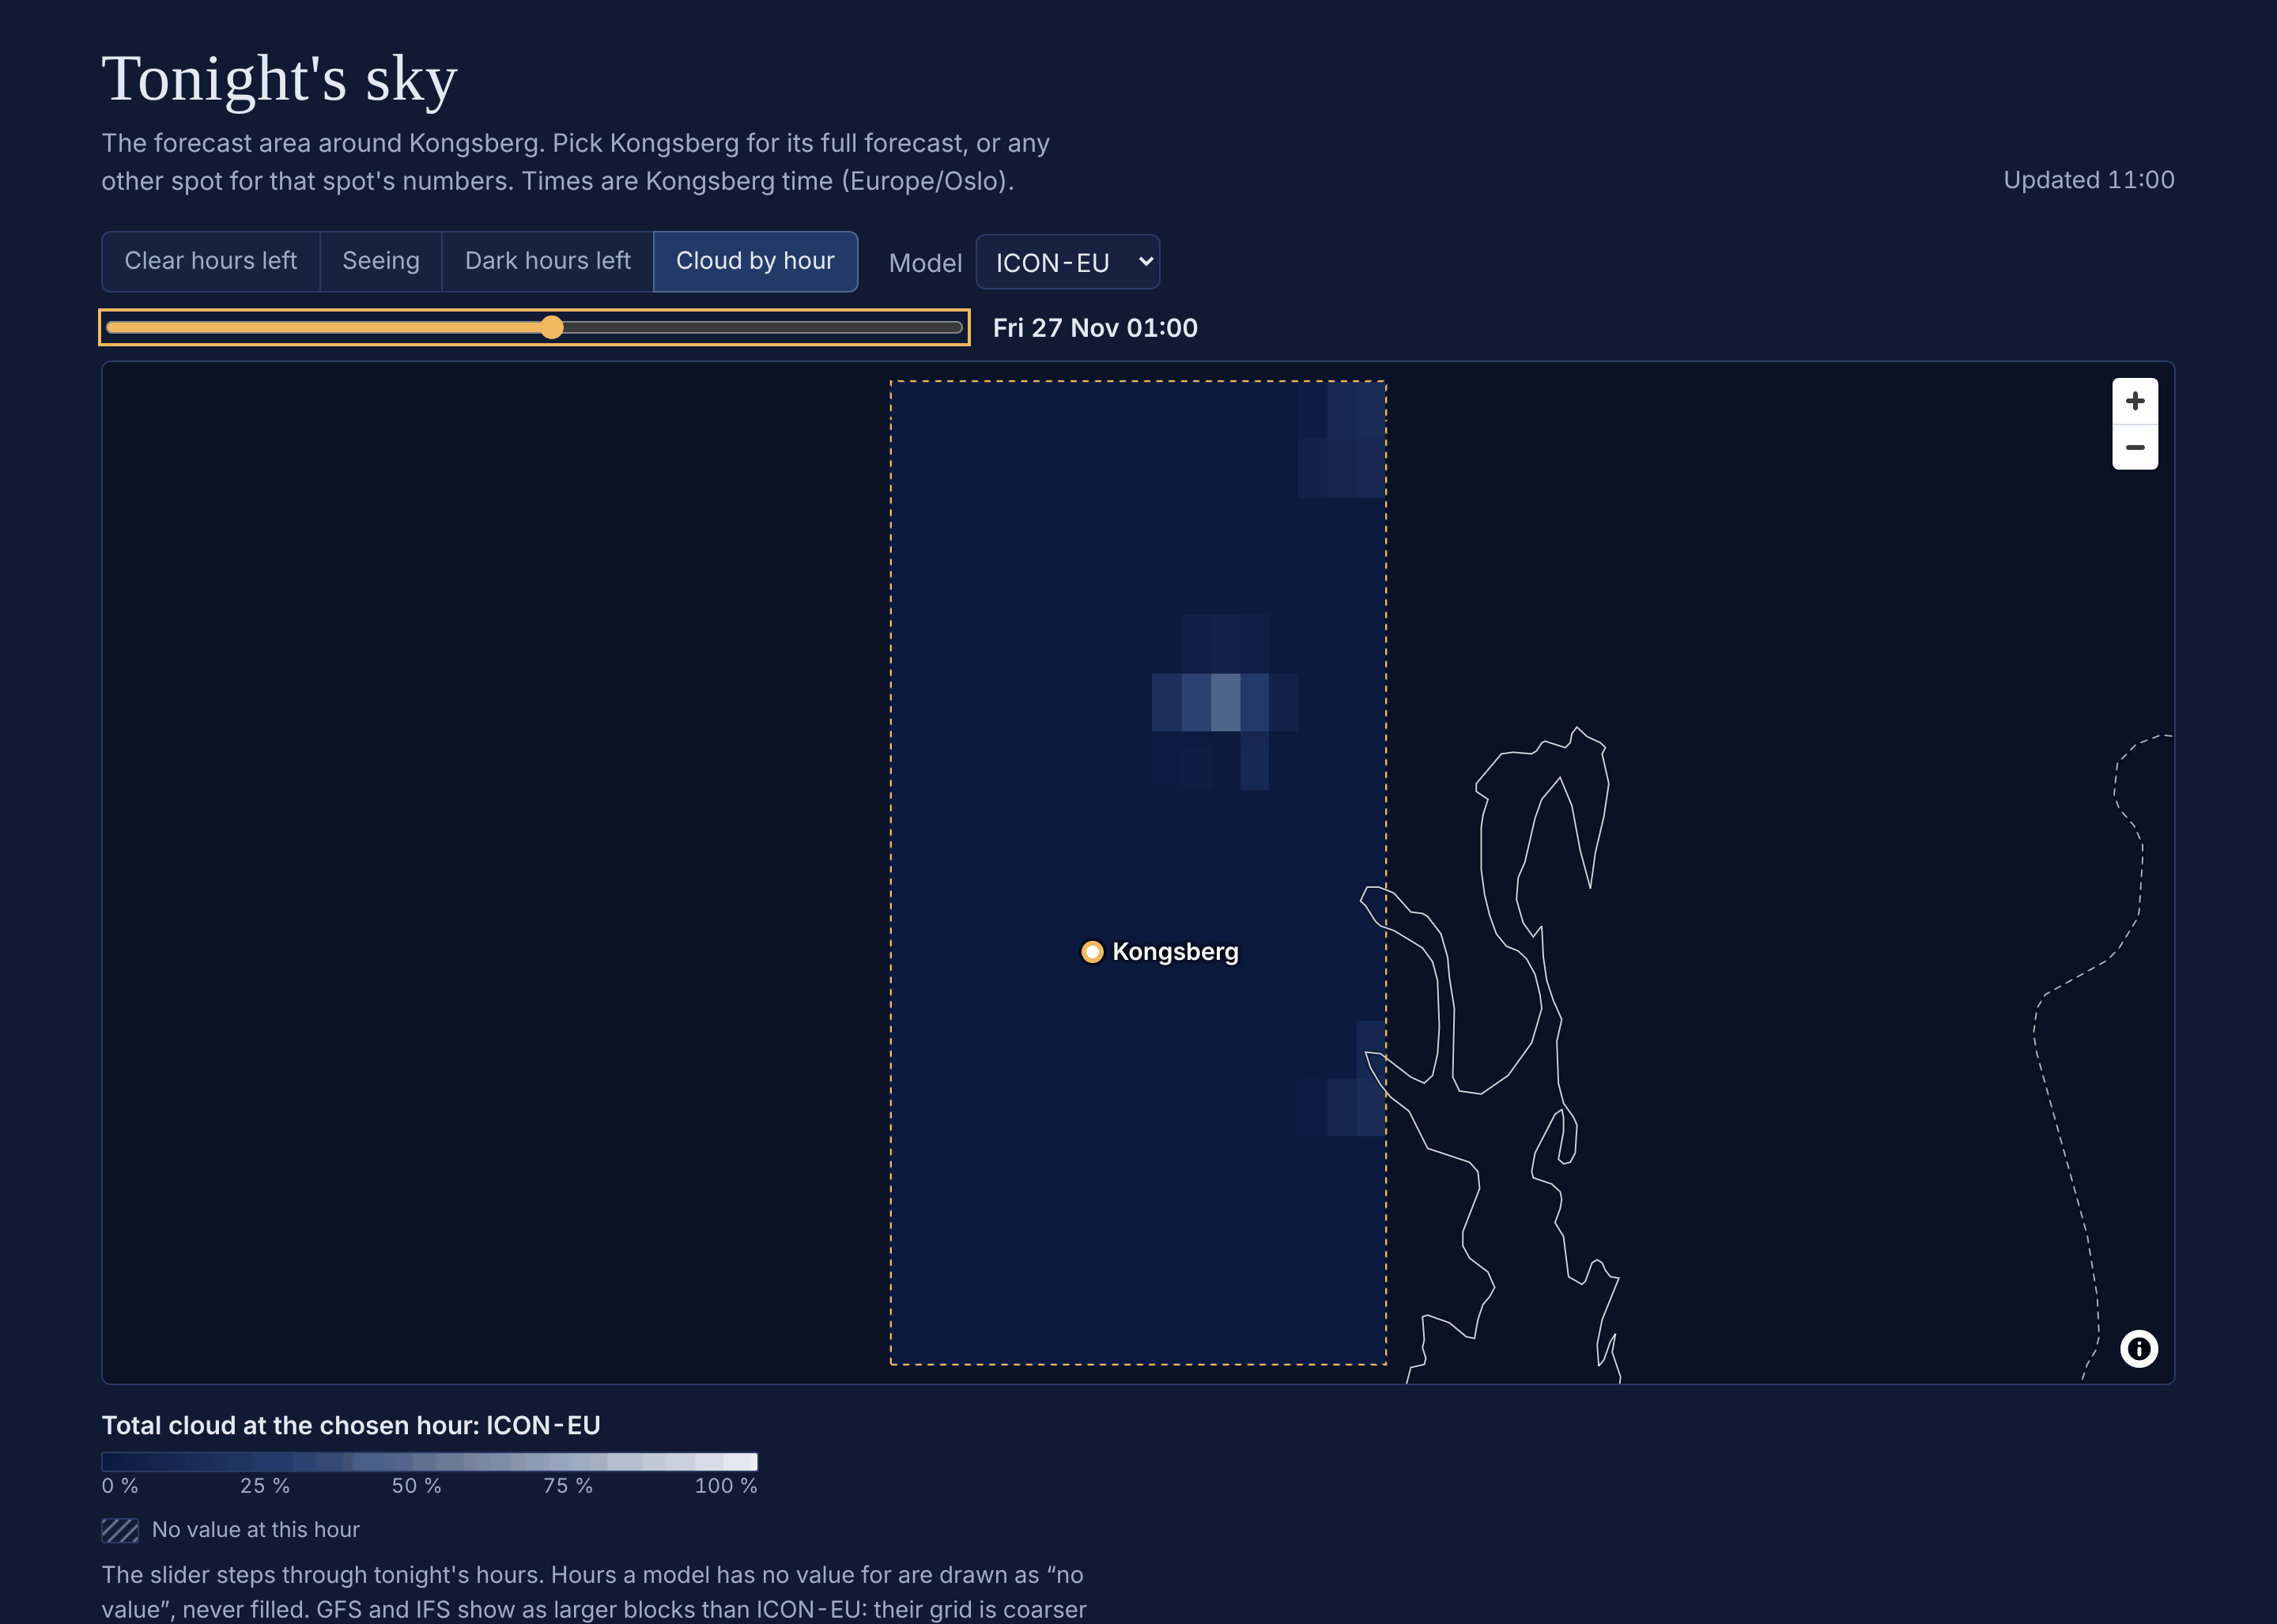 Tonight's sky
The forecast area around Kongsberg. Pick Kongsberg for its full forecast, or any
other spot for that spot's numbers. Times are Kongsberg time (Europe/Oslo).
Updated 11:00
Clear hours left Seeing Dark hours left Cloud by hour Model ICON-EU
Fri 27 Nov 01:00
+
−
Kongsberg
Total cloud at the chosen hour: ICON-EU
0 % 25 % 50 % 75 % 100 %
No value at this hour
The slider steps through tonight's hours. Hours a model has no value for are drawn as “no
value”, never filled. GFS and IFS show as larger blocks than ICON-EU: their grid is coarser